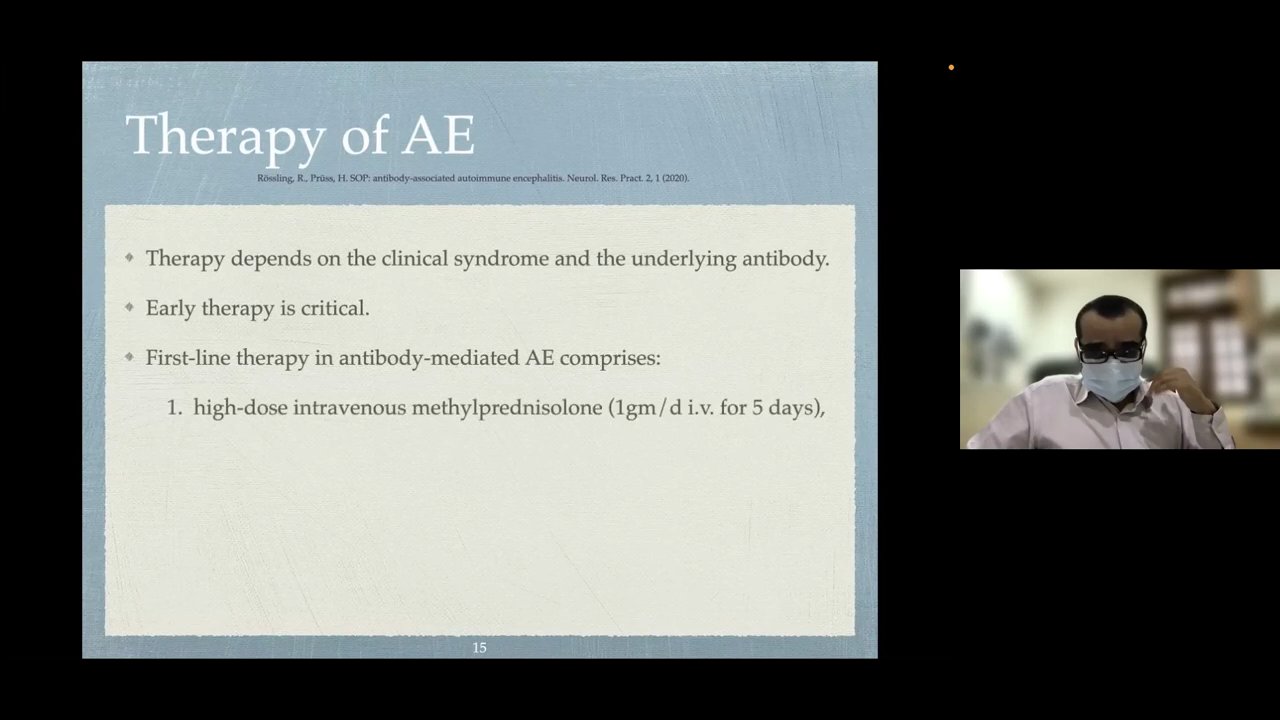 Therapy of AE
Rössling, R., Prüss, H. SOP: antibody-associated autoimmune encephalitis. Neurol. Res. Pract. 2, 1 (2020).
Therapy depends on the clinical syndrome and the underlying antibody.
Early therapy is critical.
First-line therapy in antibody-mediated AE comprises:
1. high-dose intravenous methylprednisolone (1gm/d i.v. for 5 days),
15